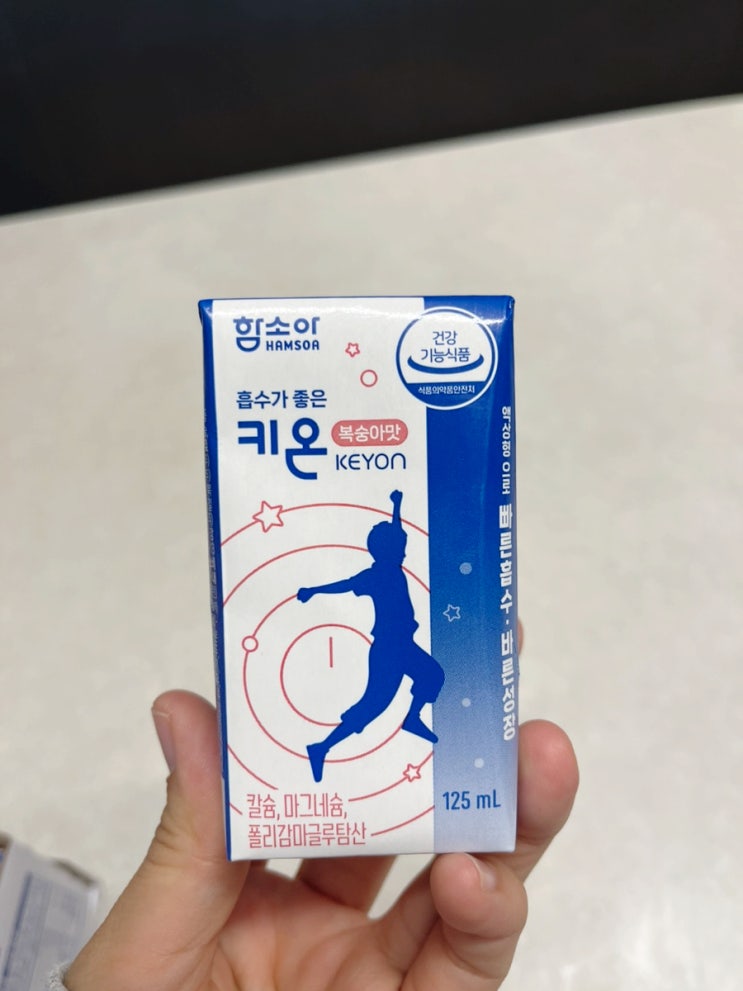 함소아
HAMSOA
건강
기능식품
식품의약품안전처
흡수가 좋은
키온
복숭아맛
KEYON
액상형으로 빠른흡수·바른성장
칼슘, 마그네슘,
폴리감마글루탐산
125 mL